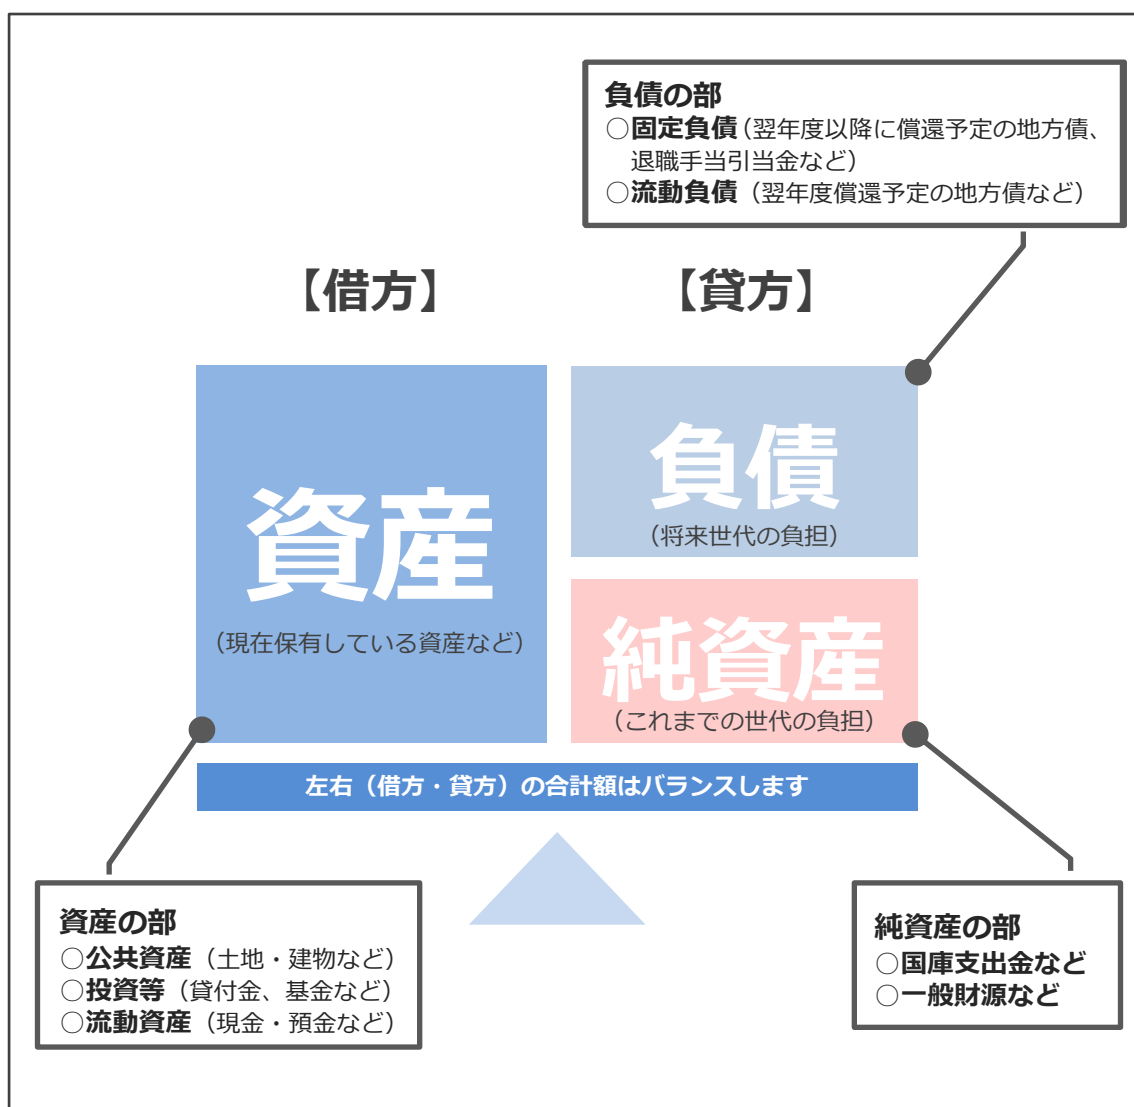 負債の部
○固定負債（翌年度以降に償還予定の地方債、
退職手当引当金など）
○流動負債（翌年度償還予定の地方債など）
【借方】
【貸方】
資産
（現在保有している資産など）
負債
（将来世代の負担）
純資産
（これまでの世代の負担）
左右（借方・貸方）の合計額はバランスします
資産の部
○公共資産（土地・建物など）
○投資等（貸付金、基金など）
○流動資産（現金・預金など）
純資産の部
○国庫支出金など
○一般財源など